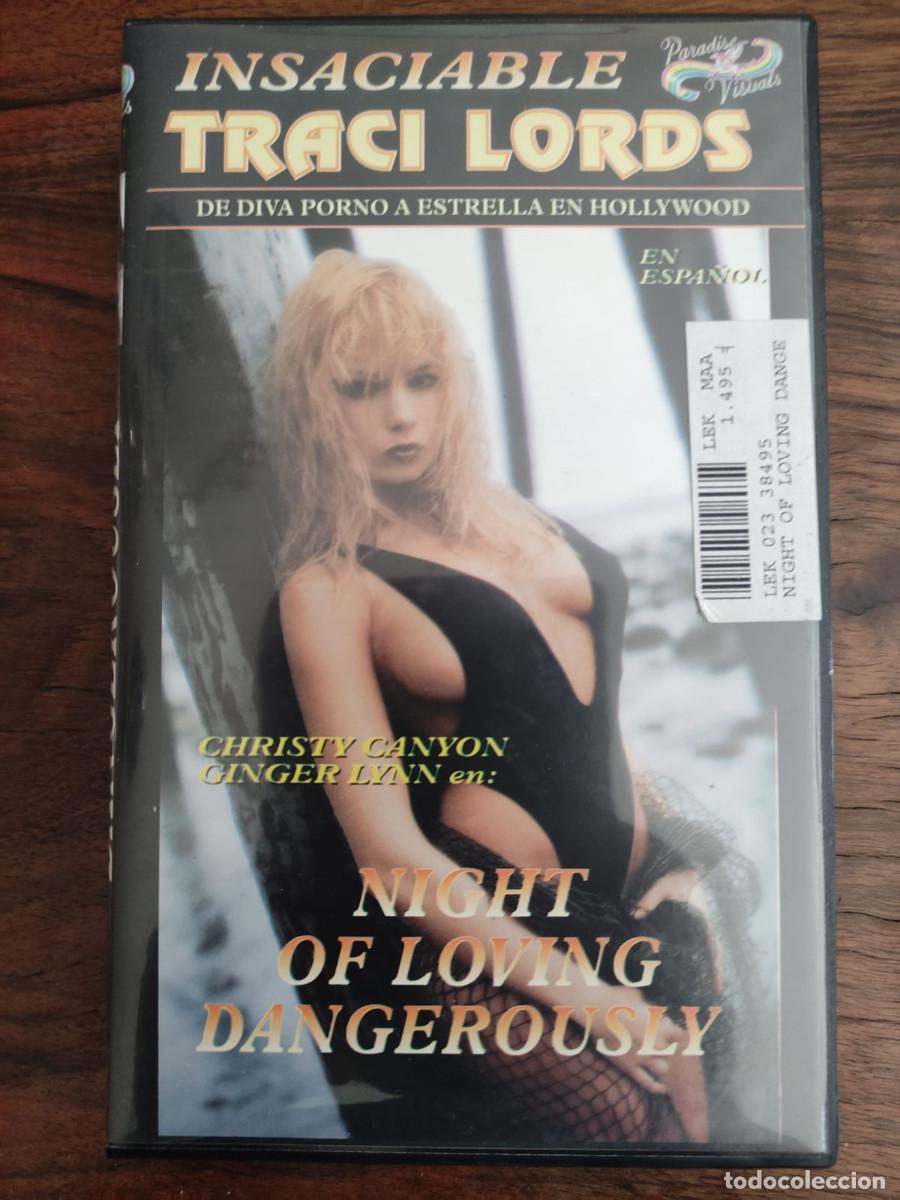 INSACIABLE
Paradise
Visuals
TRACI LORDS
DE DIVA PORNO A ESTRELLA EN HOLLYWOOD
EN
ESPAÑOL
LEK MAA
1.495
LEK 023 38495
NIGHT OF LOVING DANGE
CHRISTY CANYON
GINGER LYNN en:
NIGHT
OF LOVING
DANGEROUSLY
todocoleccion